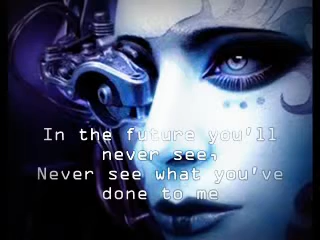 In the future you'll
never see,
Never see what you've
done to me